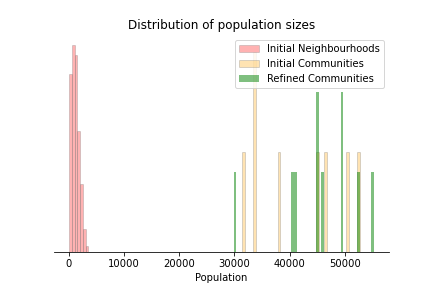 Distribution of population sizes
Initial Neighbourhoods
Initial Communities
Refined Communities
0 10000 20000 30000 40000 50000
Population